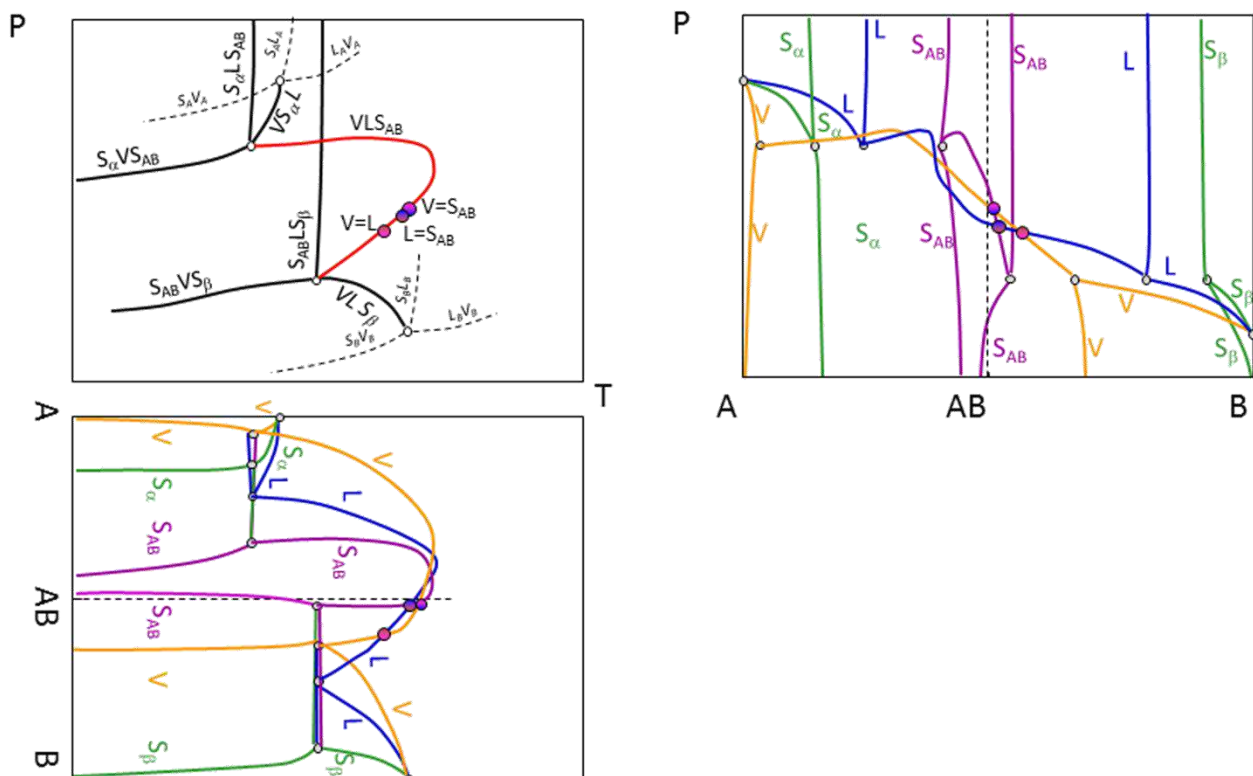 P
SαLSAB
SALA
LAVA
SAVA
VSαL
VLSAB
SαVSAB
V=SAB
V=L
L=SAB
SABLSβ
SABVSβ
VLSβ
SBLB
LBVB
SBVB
T
P
Sα
L
SAB
SAB
L
Sβ
V
L
Sα
V
Sα
SAB
L
Sβ
V
V
SAB
Sβ
A
AB
B
A
V
V
Sα
V
Sα
L
L
SAB
SAB
AB
SAB
L
V
V
L
Sβ
Sβ
B